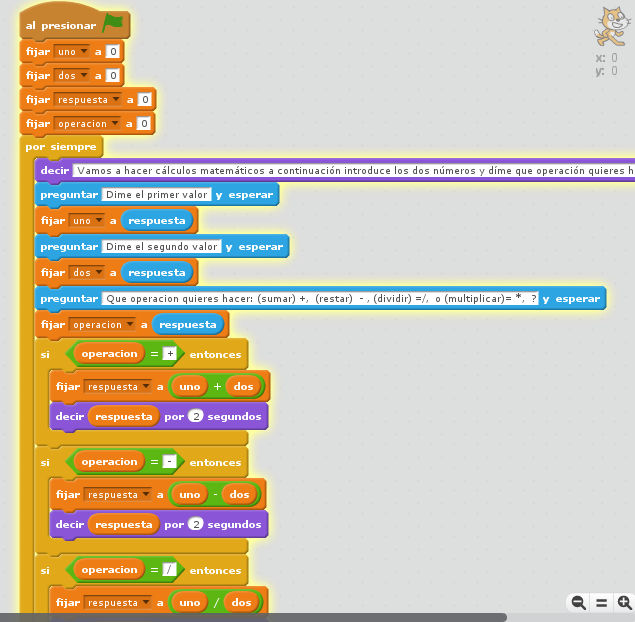 al presionar
fijar uno a 0
fijar dos a 0
fijar respuesta a 0
fijar operacion a 0
por siempre
decir Vamos a hacer cálculos matemáticos a continuación introduce los dos números y díme que operación quieres h
preguntar Dime el primer valor y esperar
fijar uno a respuesta
preguntar Dime el segundo valor y esperar
fijar dos a respuesta
preguntar Que operacion quieres hacer: (sumar) +, (restar) - , (dividir) =/, o (multiplicar)= *, ? y esperar
fijar operacion a respuesta
si operacion = + entonces
fijar respuesta a uno + dos
decir respuesta por 2 segundos
si operacion = - entonces
fijar respuesta a uno - dos
decir respuesta por 2 segundos
si operacion = / entonces
fijar respuesta a uno / dos
x: 0
y: 0